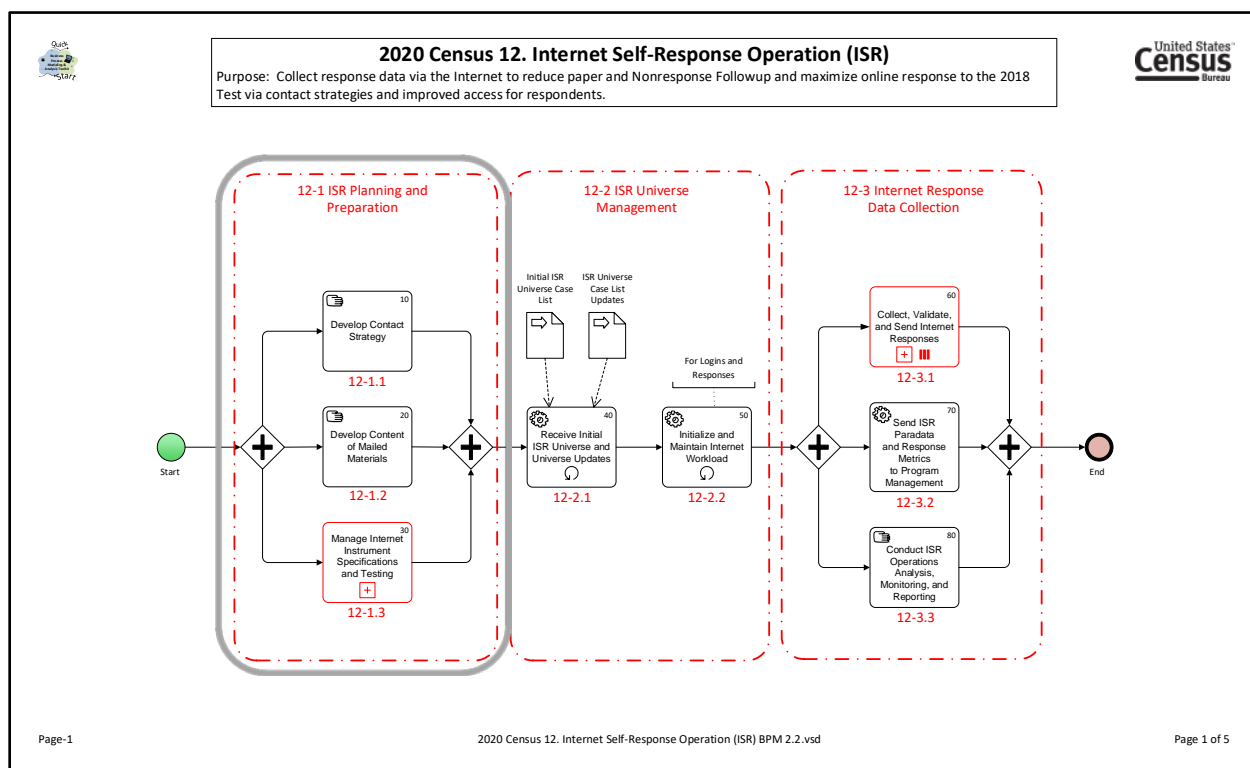 Quick
Start
2020 Census 12. Internet Self-Response Operation (ISR)
Purpose: Collect response data via the Internet to reduce paper and Nonresponse Followup and maximize online response to the 2018
Test via contact strategies and improved access for respondents.
United States™
Census
Bureau
12-1 ISR Planning and
Preparation
12-2 ISR Universe
Management
12-3 Internet Response
Data Collection
Initial ISR
Universe Case
List
ISR Universe
Case List
Updates
For Logins and
Responses
10
Develop Contact
Strategy
12-1.1
20
Develop Content
of Mailed
Materials
12-1.2
30
Manage Internet
Instrument
Specifications
and Testing
12-1.3
Start
40
Receive Initial
ISR Universe and
Universe Updates
12-2.1
50
Initialize and
Maintain Internet
Workload
12-2.2
60
Collect, Validate,
and Send Internet
Responses
12-3.1
70
Send ISR
Paradata
and Response
Metrics
to Program
Management
12-3.2
80
Conduct ISR
Operations
Analysis,
Monitoring, and
Reporting
12-3.3
End
Page-1
2020 Census 12. Internet Self-Response Operation (ISR) BPM 2.2.vsd
Page 1 of 5